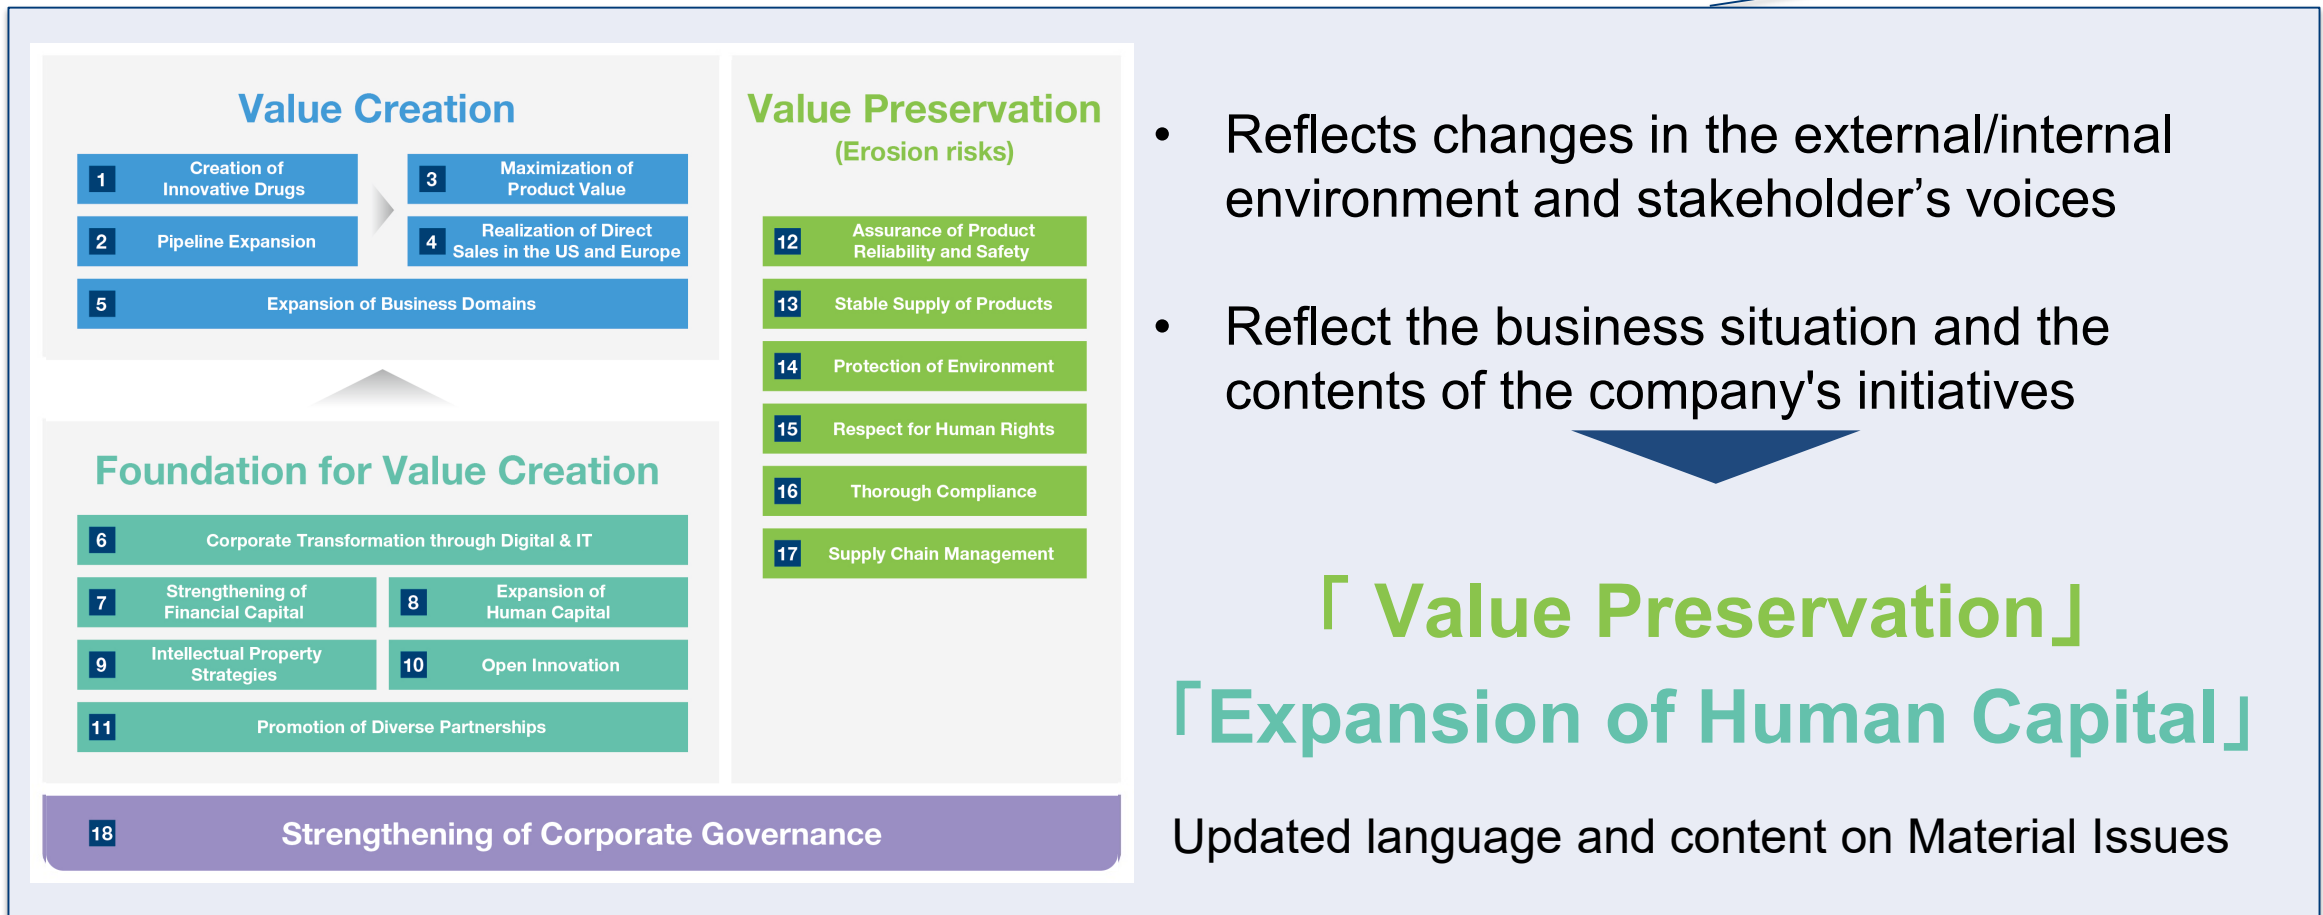 Value Creation
1
Creation of
Innovative Drugs
2
Pipeline Expansion
3
Maximization of
Product Value
4
Realization of Direct
Sales in the US and Europe
5
Expansion of Business Domains
Foundation for Value Creation
6
Corporate Transformation through Digital & IT
7
Strengthening of
Financial Capital
8
Expansion of
Human Capital
9
Intellectual Property
Strategies
10
Open Innovation
11
Promotion of Diverse Partnerships
Value Preservation
(Erosion risks)
12
Assurance of Product
Reliability and Safety
13
Stable Supply of Products
14
Protection of Environment
15
Respect for Human Rights
16
Thorough Compliance
17
Supply Chain Management
18
Strengthening of Corporate Governance
• Reflects changes in the external/internal
environment and stakeholder’s voices
• Reflect the business situation and the
contents of the company's initiatives
「 Value Preservation」
「Expansion of Human Capital」
Updated language and content on Material Issues